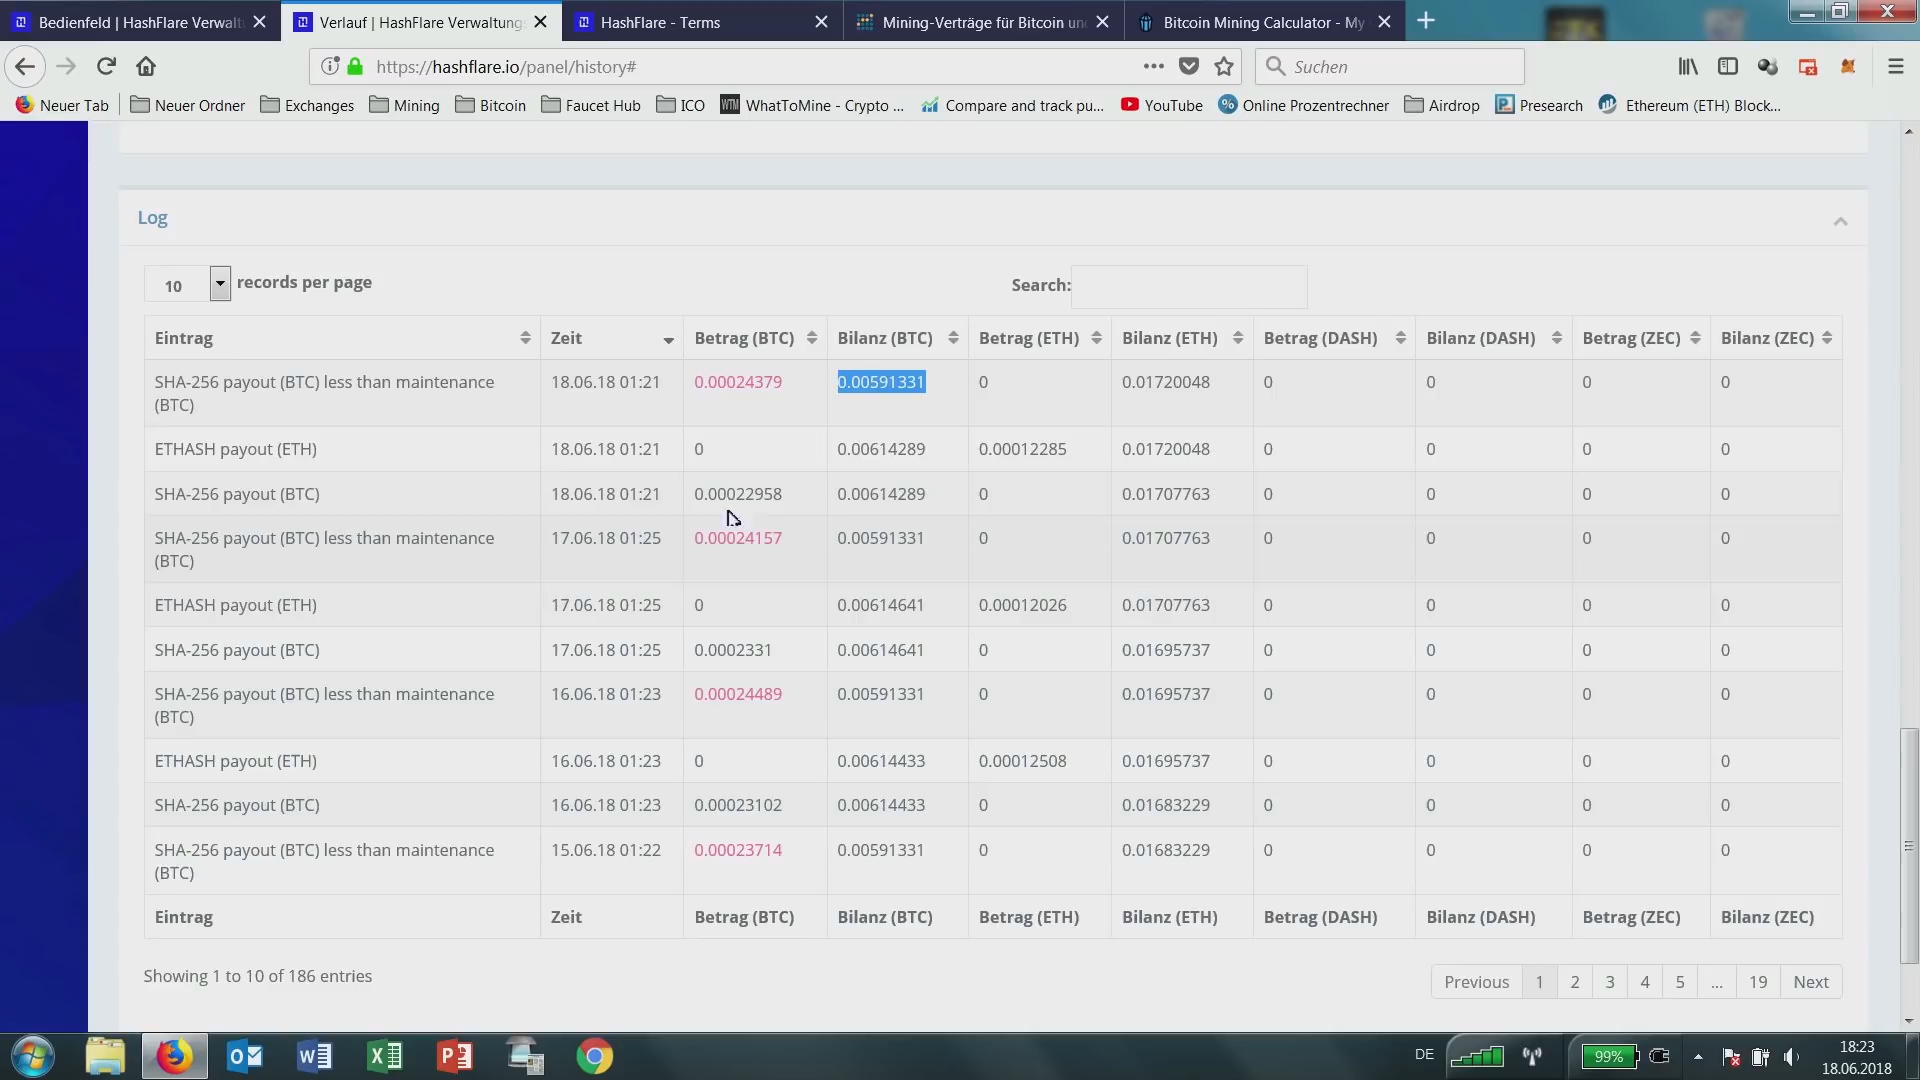 Bedienfeld | HashFlare Verwalt
Verlauf | HashFlare Verwaltung
HashFlare - Terms
Mining-Verträge für Bitcoin un
Bitcoin Mining Calculator - My
https://hashflare.io/panel/history#
Suchen
Neuer Tab
Neuer Ordner
Exchanges
Mining
Bitcoin
Faucet Hub
ICO
WTM
WhatToMine - Crypto ...
Compare and track pu...
YouTube
Online Prozentrechner
Airdrop
Presearch
Ethereum (ETH) Block...
Log
10 records per page
Search:
Eintrag Zeit Betrag (BTC) Bilanz (BTC) Betrag (ETH) Bilanz (ETH) Betrag (DASH) Bilanz (DASH) Betrag (ZEC) Bilanz (ZEC)
SHA-256 payout (BTC) less than maintenance 18.06.18 01:21 0.00024379 0.00591331 0 0.01720048 0 0 0 0
(BTC)
ETHASH payout (ETH) 18.06.18 01:21 0 0.00614289 0.00012285 0.01720048 0 0 0 0
SHA-256 payout (BTC) 18.06.18 01:21 0.00022958 0.00614289 0 0.01707763 0 0 0 0
SHA-256 payout (BTC) less than maintenance 17.06.18 01:25 0.00024157 0.00591331 0 0.01707763 0 0 0 0
(BTC)
ETHASH payout (ETH) 17.06.18 01:25 0 0.00614641 0.00012026 0.01707763 0 0 0 0
SHA-256 payout (BTC) 17.06.18 01:25 0.0002331 0.00614641 0 0.01695737 0 0 0 0
SHA-256 payout (BTC) less than maintenance 16.06.18 01:23 0.00024489 0.00591331 0 0.01695737 0 0 0 0
(BTC)
ETHASH payout (ETH) 16.06.18 01:23 0 0.00614433 0.00012508 0.01695737 0 0 0 0
SHA-256 payout (BTC) 16.06.18 01:23 0.00023102 0.00614433 0 0.01683229 0 0 0 0
SHA-256 payout (BTC) less than maintenance 15.06.18 01:22 0.00023714 0.00591331 0 0.01683229 0 0 0 0
(BTC)
Eintrag Zeit Betrag (BTC) Bilanz (BTC) Betrag (ETH) Bilanz (ETH) Betrag (DASH) Bilanz (DASH) Betrag (ZEC) Bilanz (ZEC)
Showing 1 to 10 of 186 entries
Previous 1 2 3 4 5 ... 19 Next
DE
99%
18:23
18.06.2018